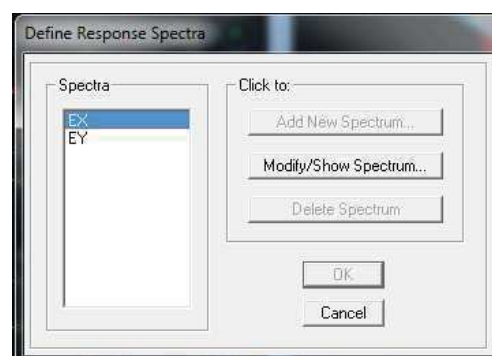 Define Response Spectra
Spectra
EX
EY
Click to:
Add New Spectrum...
Modify/Show Spectrum...
Delete Spectrum
OK
Cancel